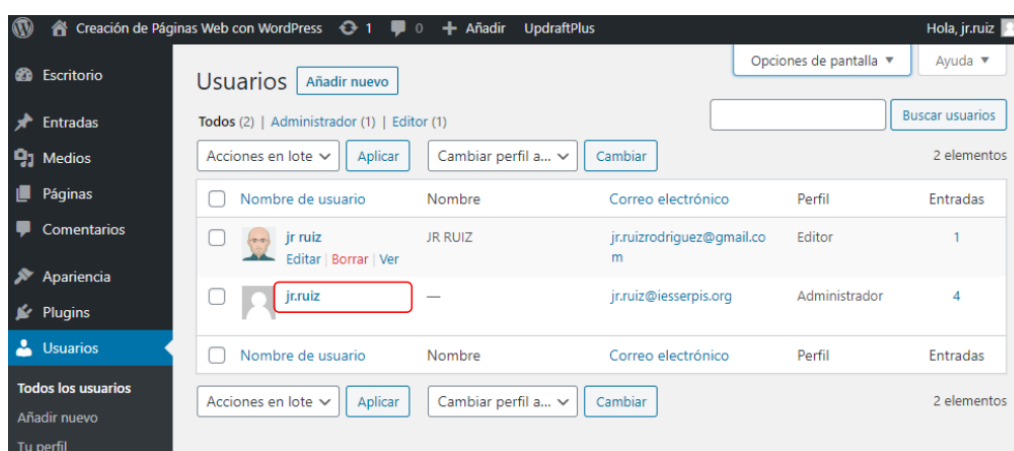 Creación de Páginas Web con WordPress 1 0 + Añadir UpdraftPlus Hola, jr.ruiz
Escritorio
Entradas
Medios
Páginas
Comentarios
Apariencia
Plugins
Usuarios
Todos los usuarios
Añadir nuevo
Tu perfil
Opciones de pantalla ▼ Ayuda ▼
Usuarios Añadir nuevo
Todos (2) | Administrador (1) | Editor (1)
Buscar usuarios
Acciones en lote Aplicar Cambiar perfil a... Cambiar 2 elementos
Nombre de usuario Nombre Correo electrónico Perfil Entradas
jr ruiz JR RUIZ jr.ruizrodriguez@gmail.co Editor 1
Editar | Borrar | Ver m
jr.ruiz — jr.ruiz@iesserpis.org Administrador 4
Nombre de usuario Nombre Correo electrónico Perfil Entradas
Acciones en lote Aplicar Cambiar perfil a... Cambiar 2 elementos